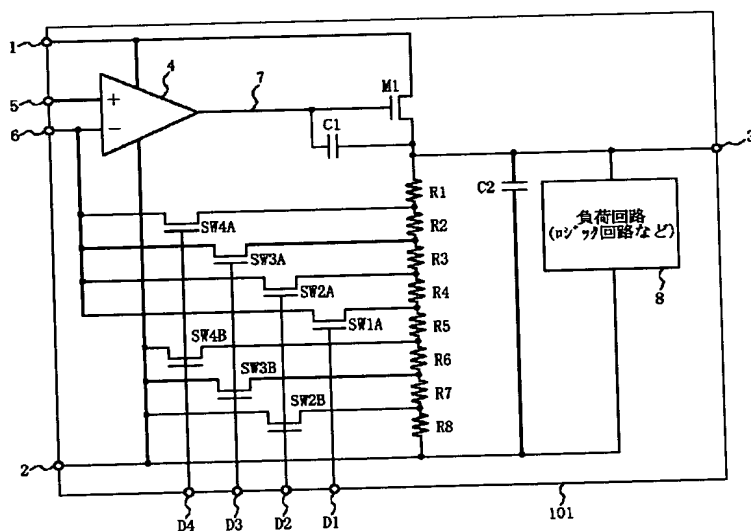 1
4
5
7
M1
6
C1
3
R1
C2
負荷回路
(ﾛｼﾞｯｸ回路など)
R2
SW4A
R3
SW3A
8
R4
SW2A
SW1A
R5
SW4B
R6
SW3B
R7
SW2B
R8
2
D4
D3
D2
D1
101